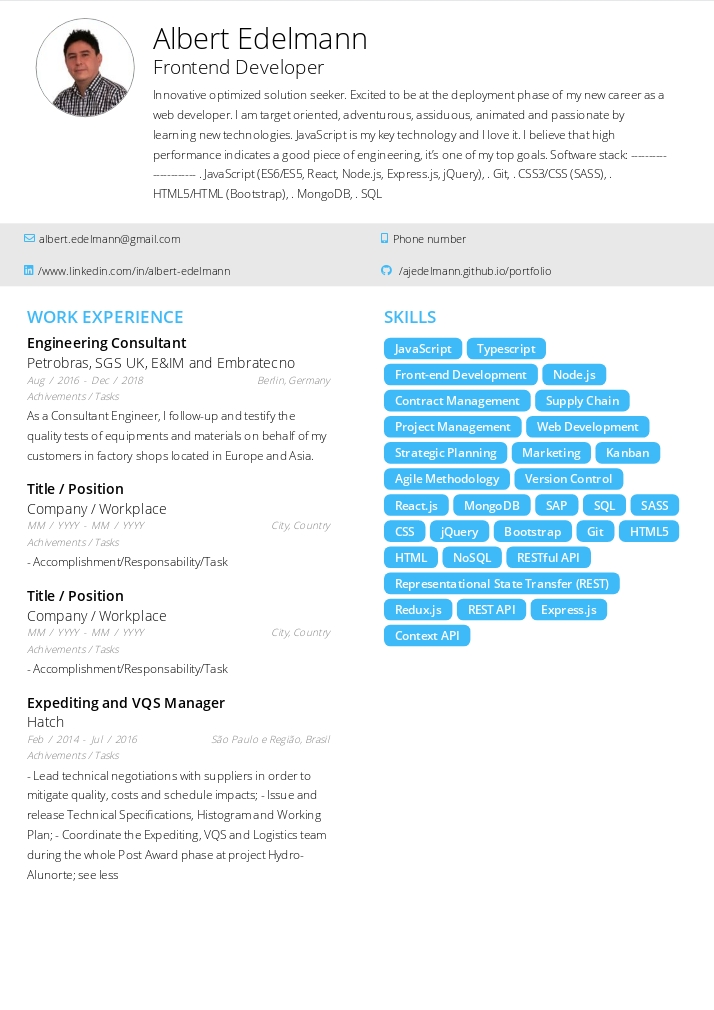 Albert Edelmann
Frontend Developer
Innovative optimized solution seeker. Excited to be at the deployment phase of my new career as a
web developer. I am target oriented, adventurous, assiduous, animated and passionate by
learning new technologies. JavaScript is my key technology and I love it. I believe that high
performance indicates a good piece of engineering, it's one of my top goals. Software stack: ----------
------------ . JavaScript (ES6/ES5, React, Node.js, Express.js, jQuery), . Git, . CSS3/CSS (SASS), .
HTML5/HTML (Bootstrap), . MongoDB, . SQL
albert.edelmann@gmail.com
Phone number
/www.linkedin.com/in/albert-edelmann
/ajedelmann.github.io/portfolio
WORK EXPERIENCE
Engineering Consultant
Petrobras, SGS UK, E&IM and Embratecno
Aug / 2016 - Dec / 2018 Berlin, Germany
Achivements / Tasks
As a Consultant Engineer, I follow-up and testify the
quality tests of equipments and materials on behalf of my
customers in factory shops located in Europe and Asia.
Title / Position
Company / Workplace
MM / YYYY - MM / YYYY City, Country
Achivements / Tasks
- Accomplishment/Responsability/Task
Title / Position
Company / Workplace
MM / YYYY - MM / YYYY City, Country
Achivements / Tasks
- Accomplishment/Responsability/Task
Expediting and VQS Manager
Hatch
Feb / 2014 - Jul / 2016 São Paulo e Região, Brasil
Achivements / Tasks
- Lead technical negotiations with suppliers in order to
mitigate quality, costs and schedule impacts; - Issue and
release Technical Specifications, Histogram and Working
Plan; - Coordinate the Expediting, VQS and Logistics team
during the whole Post Award phase at project Hydro-
Alunorte; see less
SKILLS
JavaScript Typescript
Front-end Development Node.js
Contract Management Supply Chain
Project Management Web Development
Strategic Planning Marketing Kanban
Agile Methodology Version Control
React.js MongoDB SAP SQL SASS
CSS jQuery Bootstrap Git HTML5
HTML NoSQL RESTful API
Representational State Transfer (REST)
Redux.js REST API Express.js
Context API